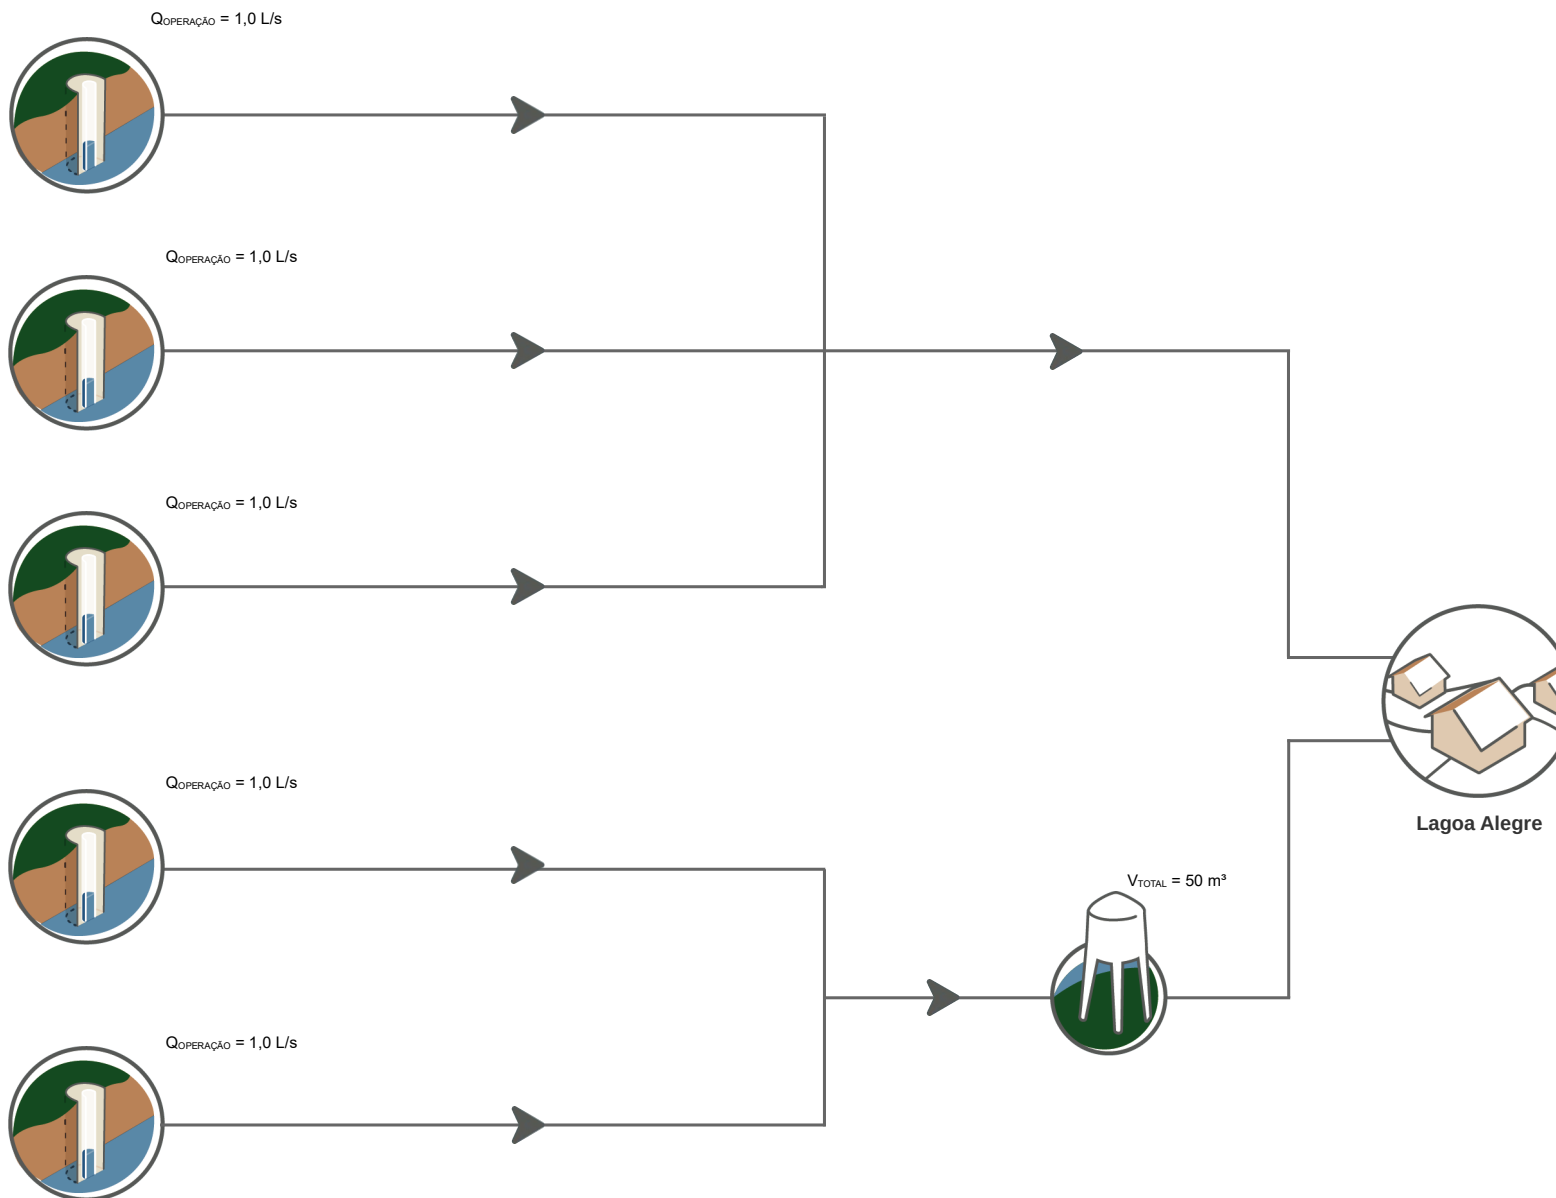 QOPERAÇÃO = 1,0 L/s
QOPERAÇÃO = 1,0 L/s
QOPERAÇÃO = 1,0 L/s
QOPERAÇÃO = 1,0 L/s
VTOTAL = 50 m³
QOPERAÇÃO = 1,0 L/s
Lagoa Alegre